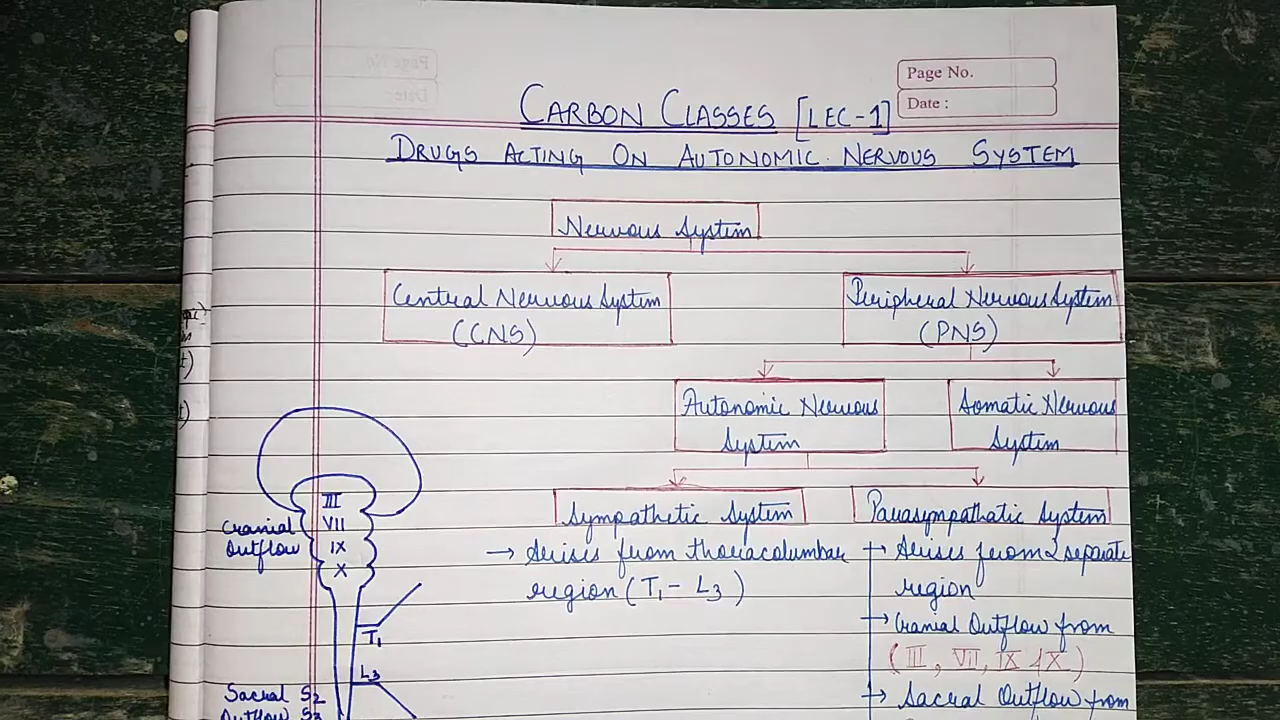 Page No.
Date :
CARBON CLASSES [LEC-1]
DRUGS ACTING ON AUTONOMIC NERVOUS SYSTEM
Nervous System
Central Nervous System
(CNS)
Peripheral Nervous System
(PNS)
Autonomic Nervous
System
Somatic Nervous
System
Sympathetic System
→ Arises from thoracolumbar
region (T1 - L3)
Parasympathatic System
→ Arises from 2 separate
region
→ Cranial Outflow from
(III, VII, IX & X)
→ Sacral Outflow from
III
VII
IX
X
Cranial
Outflow
T1
L3
Sacral S2
Outflow S3